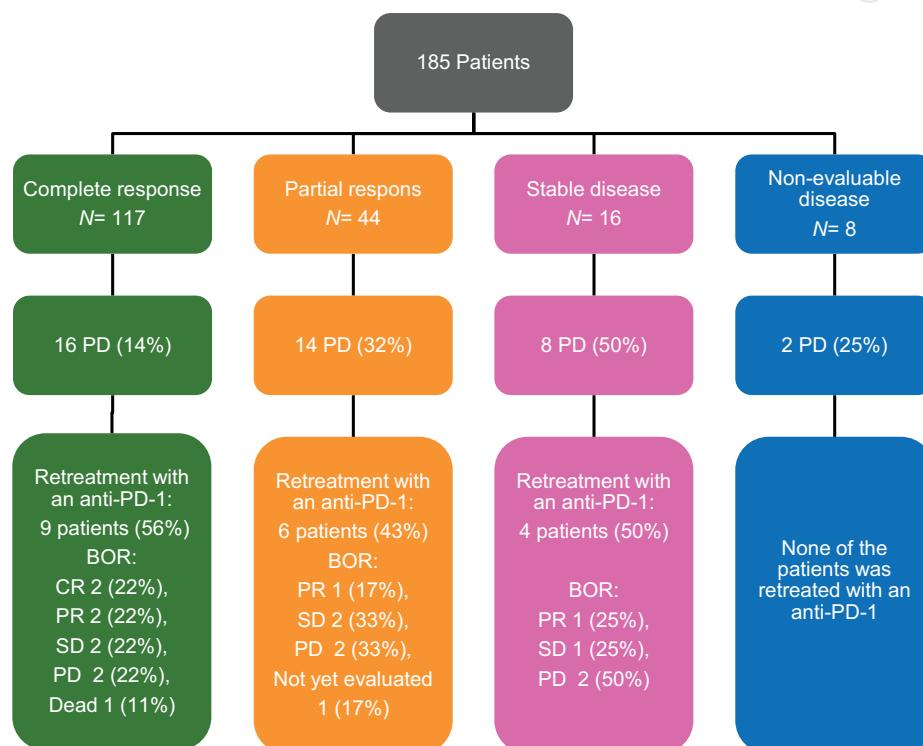 185 Patients
Complete response
N= 117
Partial respons
N= 44
Stable disease
N= 16
Non-evaluable
disease
N= 8
16 PD (14%)
14 PD (32%)
8 PD (50%)
2 PD (25%)
Retreatment with
an anti-PD-1:
9 patients (56%)
BOR:
CR 2 (22%),
PR 2 (22%),
SD 2 (22%),
PD 2 (22%),
Dead 1 (11%)
Retreatment with
an anti-PD-1:
6 patients (43%)
BOR:
PR 1 (17%),
SD 2 (33%),
PD 2 (33%),
Not yet evaluated
1 (17%)
Retreatment with
an anti-PD-1:
4 patients (50%)
BOR:
PR 1 (25%),
SD 1 (25%),
PD 2 (50%)
None of the
patients was
retreated with an
anti-PD-1